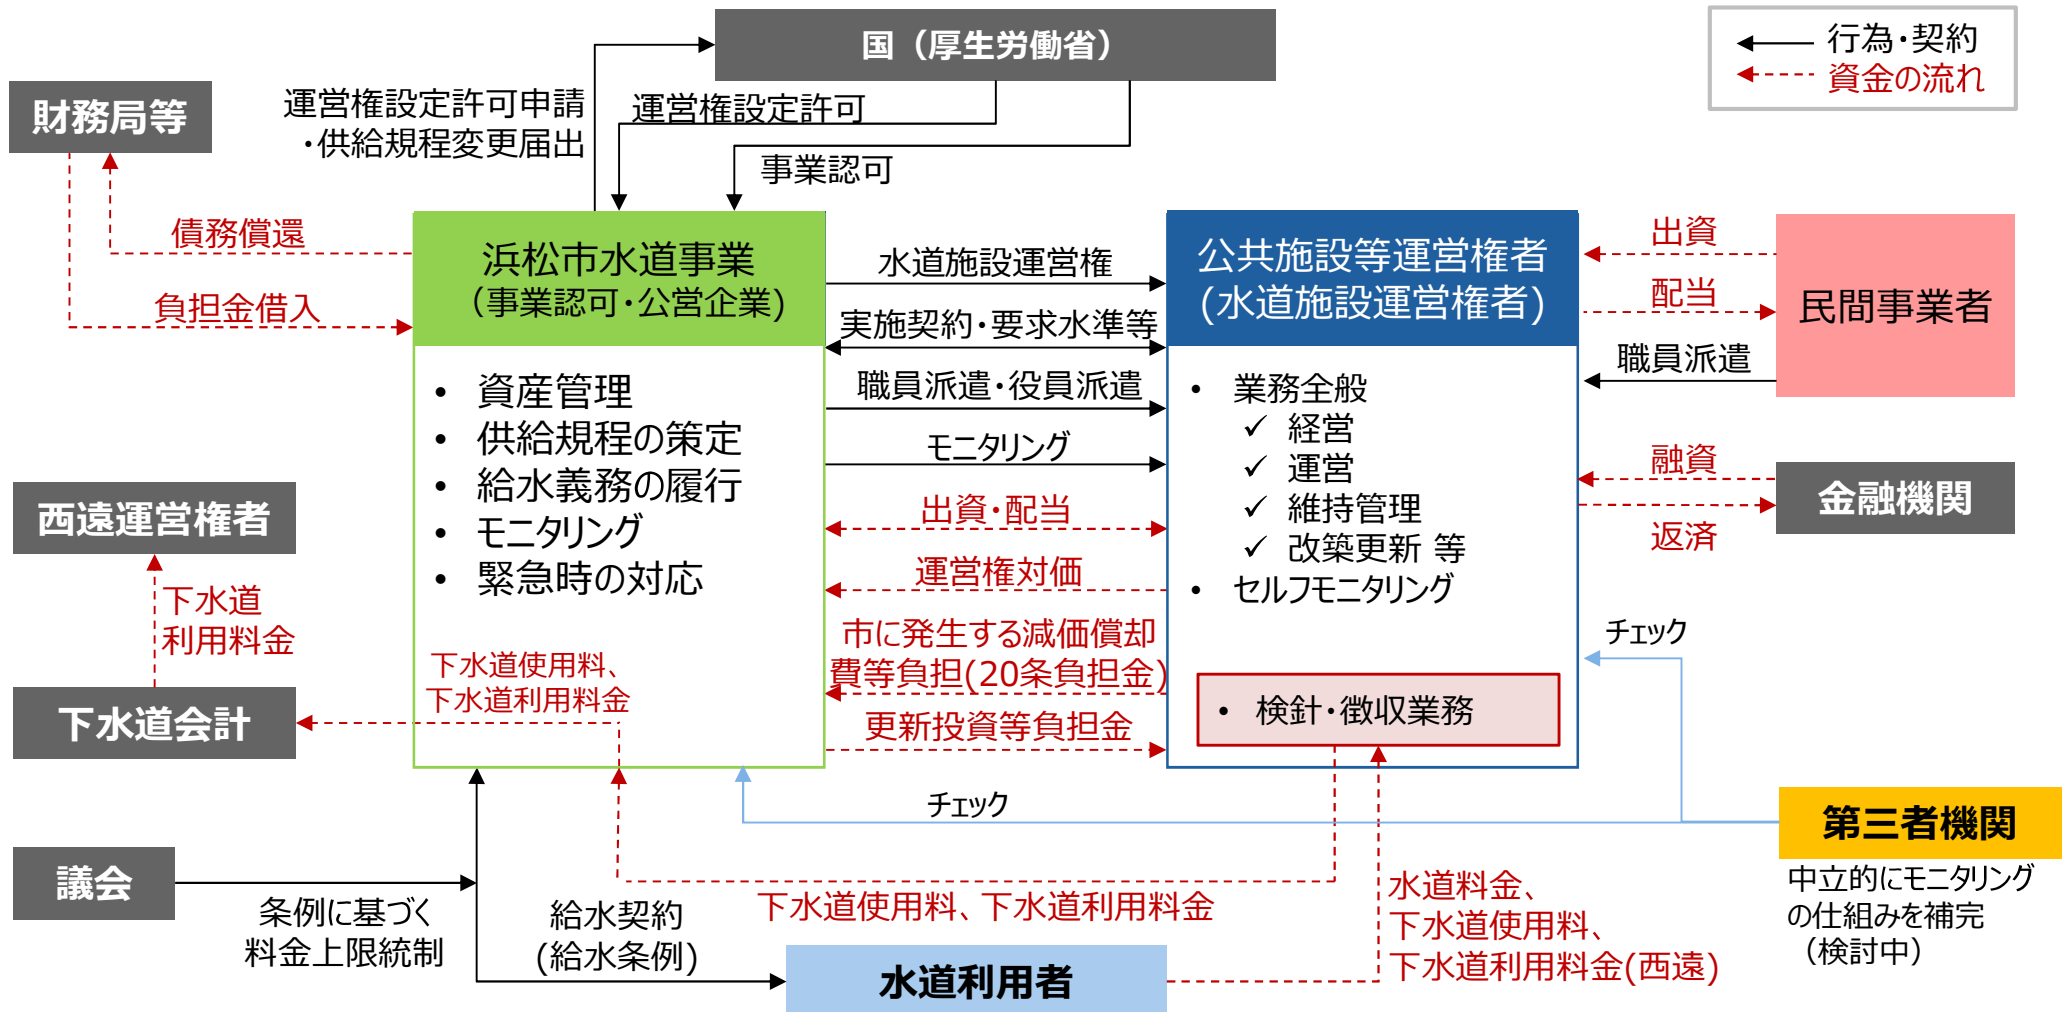 国（厚生労働省）
行為・契約
資金の流れ
財務局等
運営権設定許可申請
・供給規程変更届出
運営権設定許可
事業認可
債務償還
負担金借入
浜松市水道事業
（事業認可・公営企業)
水道施設運営権
実施契約・要求水準等
職員派遣・役員派遣
モニタリング
出資・配当
運営権対価
市に発生する減価償却
費等負担(20条負担金)
更新投資等負担金
公共施設等運営権者
(水道施設運営権者)
出資
配当
職員派遣
民間事業者
融資
返済
金融機関
• 資産管理
• 供給規程の策定
• 給水義務の履行
• モニタリング
• 緊急時の対応
• 業務全般
✓ 経営
✓ 運営
✓ 維持管理
✓ 改築更新 等
• セルフモニタリング
• 検針・徴収業務
西遠運営権者
下水道
利用料金
下水道会計
下水道使用料、
下水道利用料金
チェック
チェック
第三者機関
中立的にモニタリング
の仕組みを補完
（検討中）
議会
条例に基づく
料金上限統制
給水契約
(給水条例)
下水道使用料、下水道利用料金
水道料金、
下水道使用料、
下水道利用料金(西遠)
水道利用者